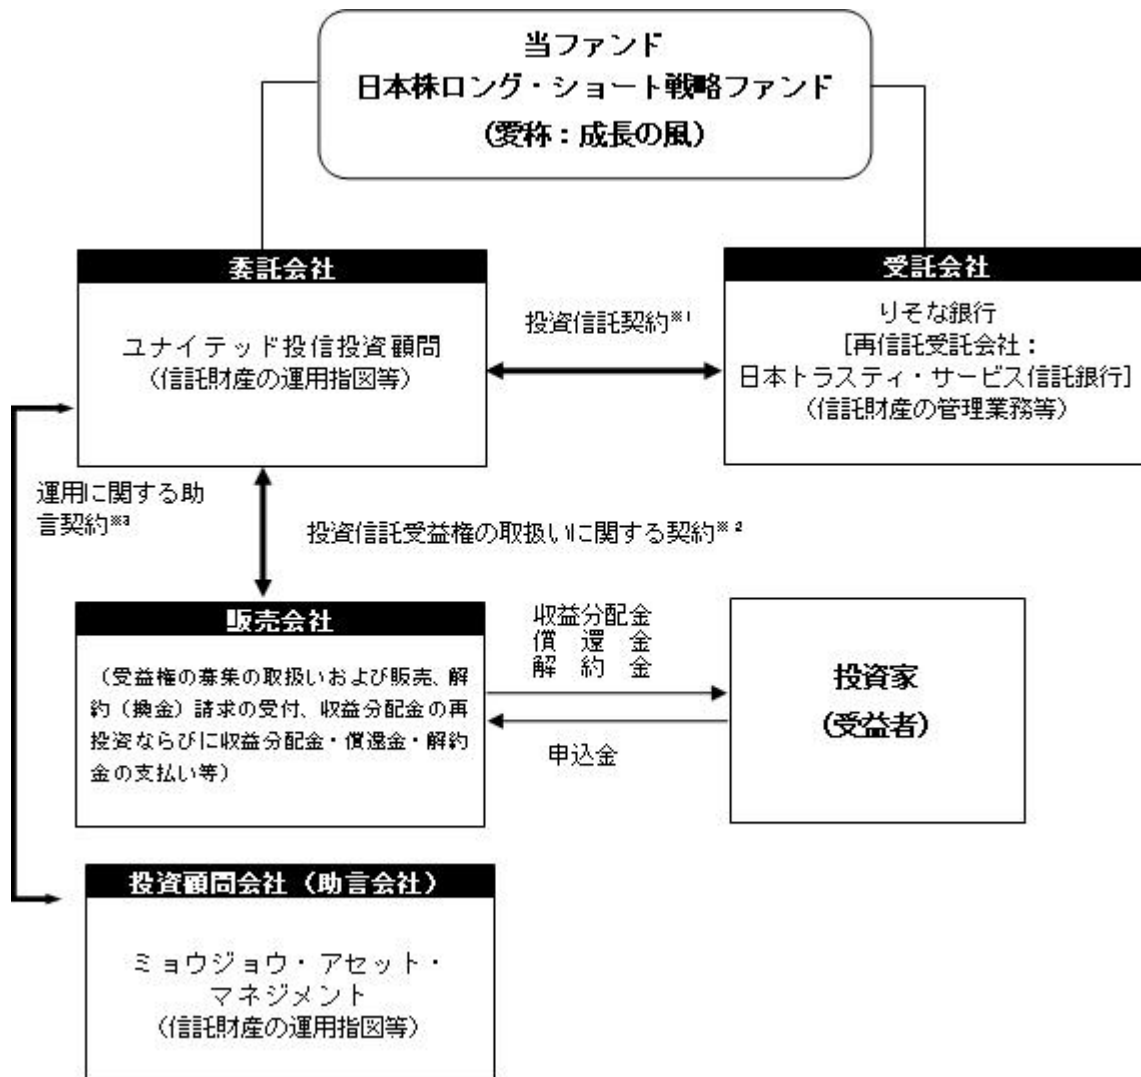 当ファンド
日本株ロング・ショート戦略ファンド
(愛称：成長の風)
委託会社
ユナイテッド投信投資顧問
(信託財産の運用指図等)
投資信託契約※1
受託会社
りそな銀行
[再信託受託会社：
日本トラスティ・サービス信託銀行]
(信託財産の管理業務等)
運用に関する助
言契約※3
投資信託受益権の取扱いに関する契約※2
販売会社
（受益権の募集の取扱いおよび販売、解
約（換金）請求の受付、収益分配金の再
投資ならびに収益分配金・償還金・解約
金の支払い等）
収益分配金
償還金
解約金
申込金
投資家
(受益者)
投資顧問会社（助言会社）
ミョウジョウ・アセット・
マネジメント
(信託財産の運用指図等)